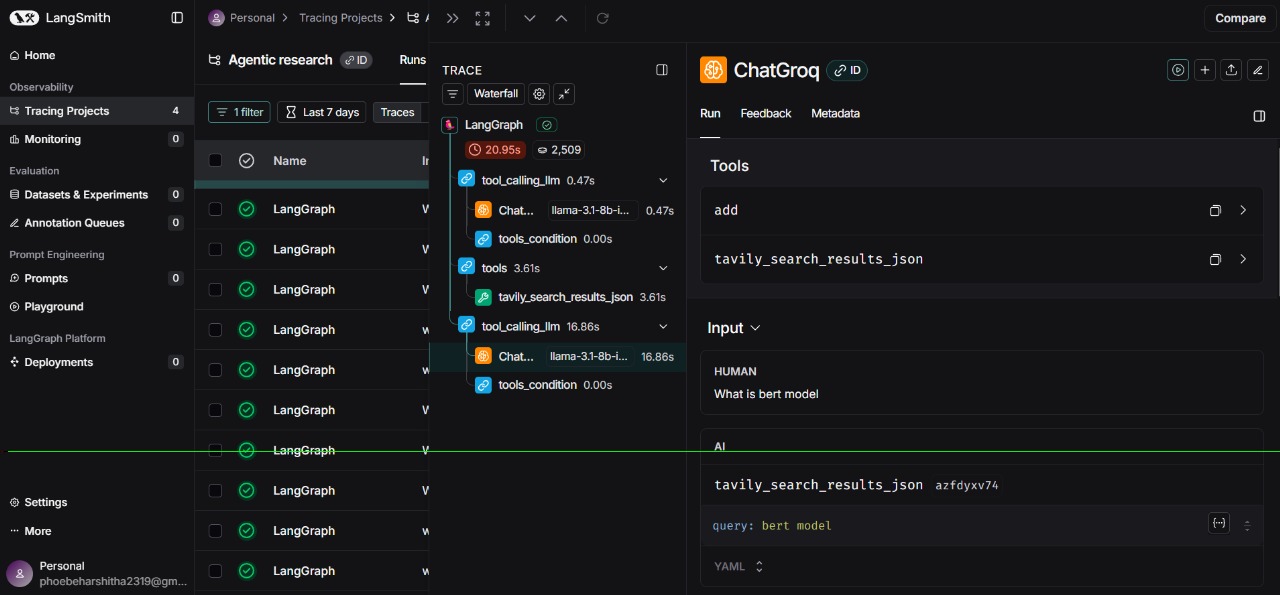 LangSmith
Home
Observability
Tracing Projects 4
Monitoring 0
Evaluation
Datasets & Experiments 0
Annotation Queues 0
Prompt Engineering
Prompts 0
Playground
LangGraph Platform
Deployments 0
Settings
More
Personal
phoebeharshitha2319@gm...
Personal > Tracing Projects >
Agentic research ID Runs
1 filter Last 7 days Traces
Name
LangGraph
LangGraph
LangGraph
LangGraph
LangGraph
LangGraph
LangGraph
LangGraph
LangGraph
LangGraph
TRACE
Waterfall
LangGraph
20.95s 2,509
tool_calling_llm 0.47s
Chat... llama-3.1-8b-i... 0.47s
tools_condition 0.00s
tools 3.61s
tavily_search_results_json 3.61s
tool_calling_llm 16.86s
Chat... llama-3.1-8b-i... 16.86s
tools_condition 0.00s
Compare
ChatGroq ID
Run Feedback Metadata
Tools
add
tavily_search_results_json
Input
HUMAN
What is bert model
AI
tavily_search_results_json azfdyxv74
query: bert model
YAML